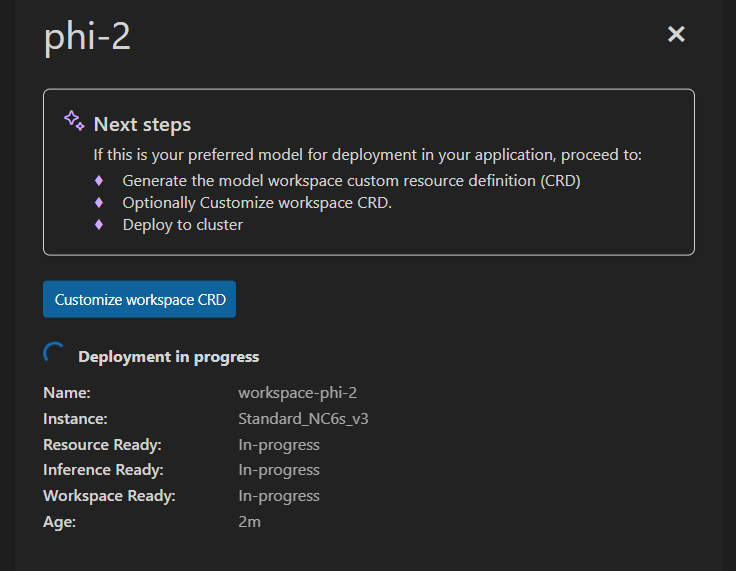 phi-2
Next steps
If this is your preferred model for deployment in your application, proceed to:
Generate the model workspace custom resource definition (CRD)
Optionally Customize workspace CRD.
Deploy to cluster
Customize workspace CRD
Deployment in progress
Name: workspace-phi-2
Instance: Standard_NC6s_v3
Resource Ready: In-progress
Inference Ready: In-progress
Workspace Ready: In-progress
Age: 2m